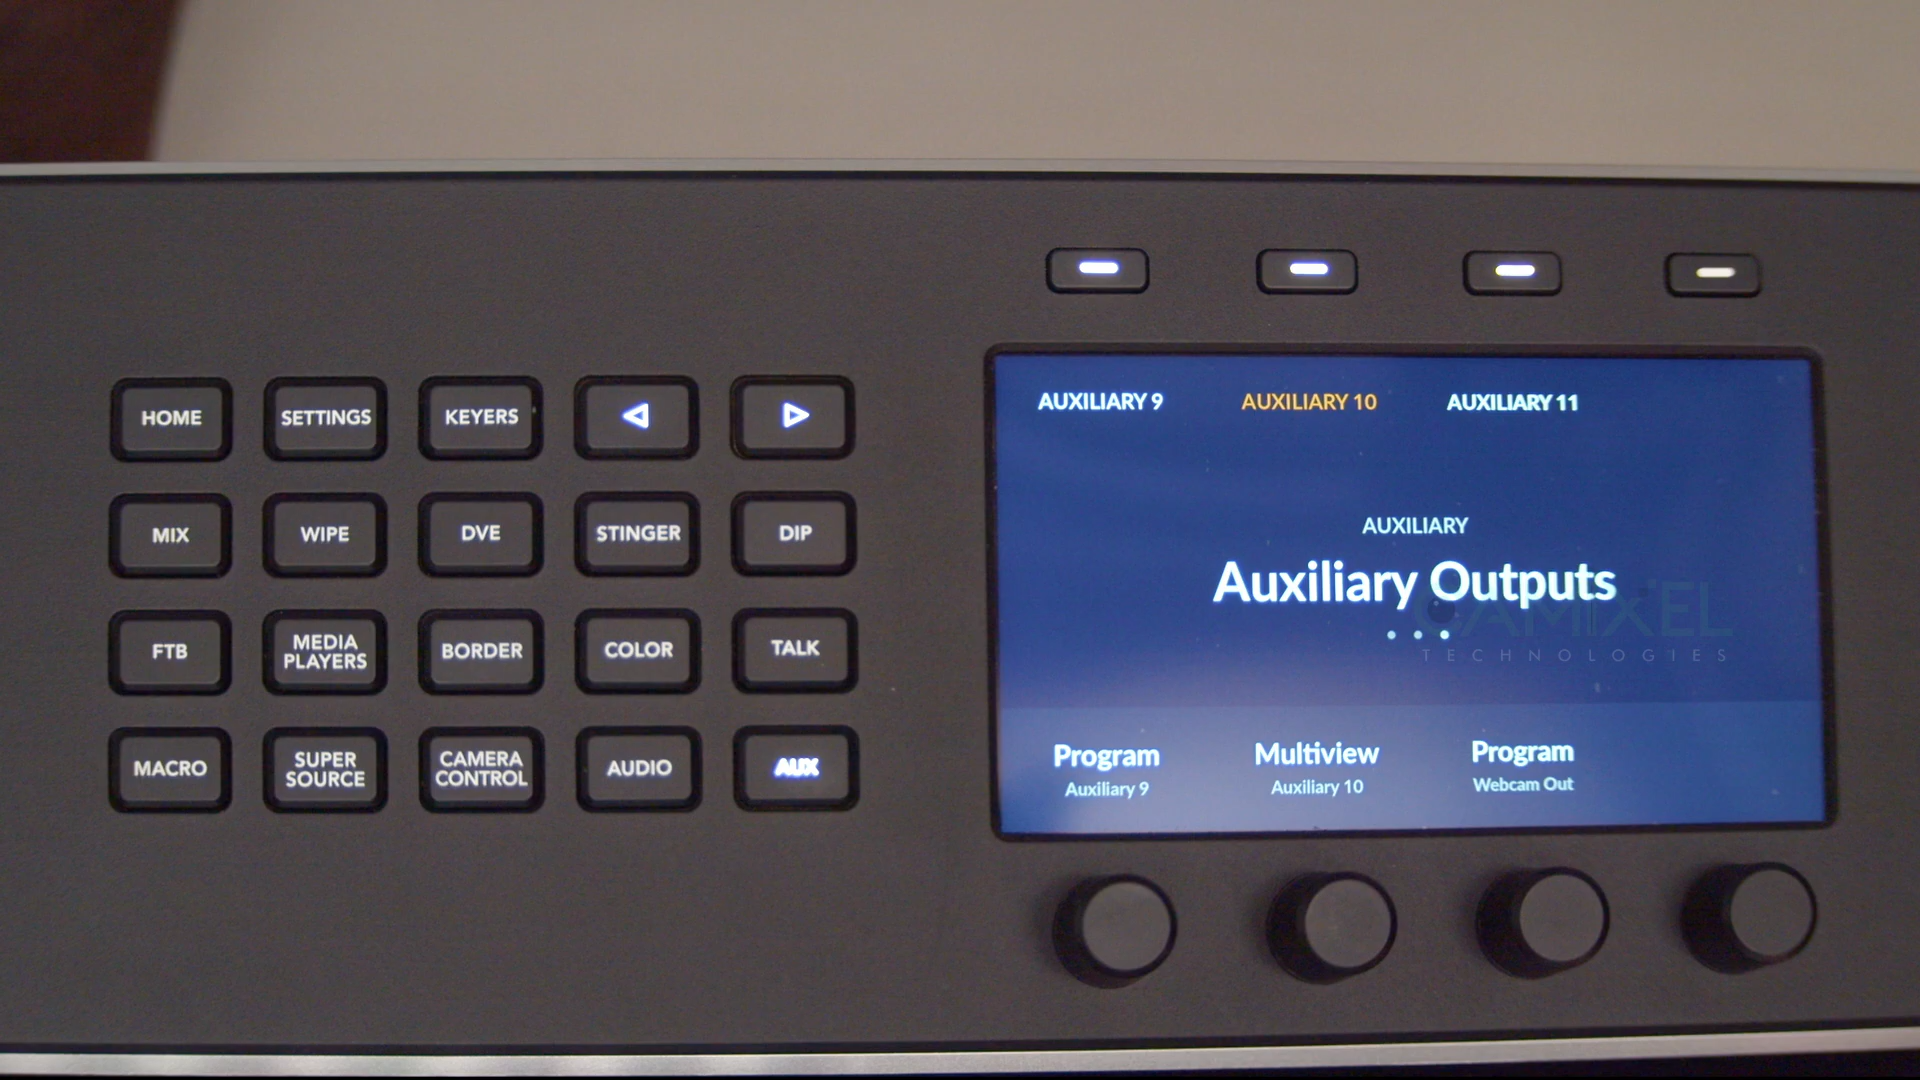 HOME
SETTINGS
KEYERS
MIX
WIPE
DVE
STINGER
DIP
FTB
MEDIA
PLAYERS
BORDER
COLOR
TALK
MACRO
SUPER
SOURCE
CAMERA
CONTROL
AUDIO
AUX
AUXILIARY 9
AUXILIARY 10
AUXILIARY 11
AUXILIARY
Auxiliary Outputs
CAMIXEL
TECHNOLOGIES
Program
Auxiliary 9
Multiview
Auxiliary 10
Program
Webcam Out